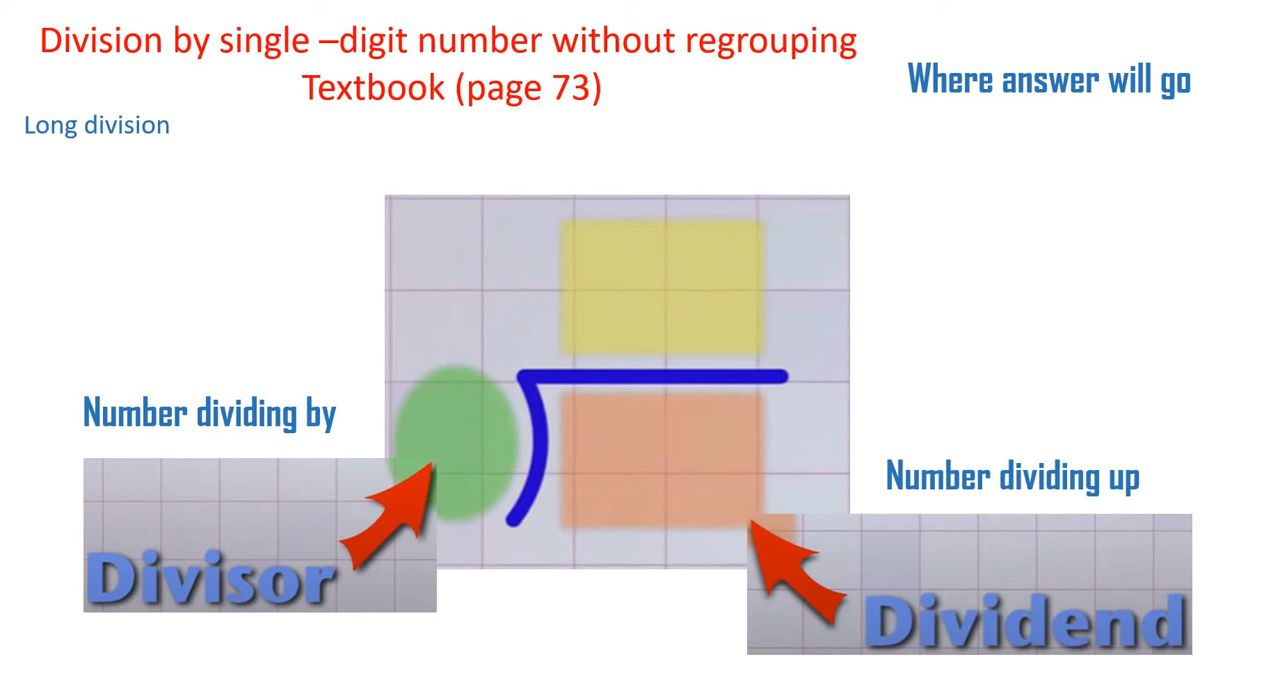 Division by single –digit number without regrouping
Textbook (page 73)
Where answer will go
Long division
Number dividing by
Divisor
Number dividing up
Dividend